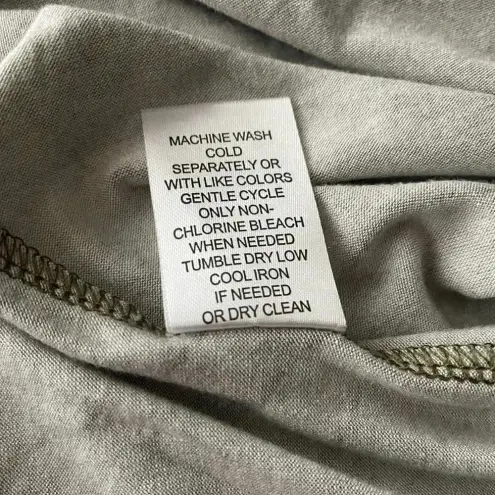 MACHINE WASH
COLD
SEPARATELY OR
WITH LIKE COLORS
GENTLE CYCLE
ONLY NON-
CHLORINE BLEACH
WHEN NEEDED
TUMBLE DRY LOW
COOL IRON
IF NEEDED
OR DRY CLEAN